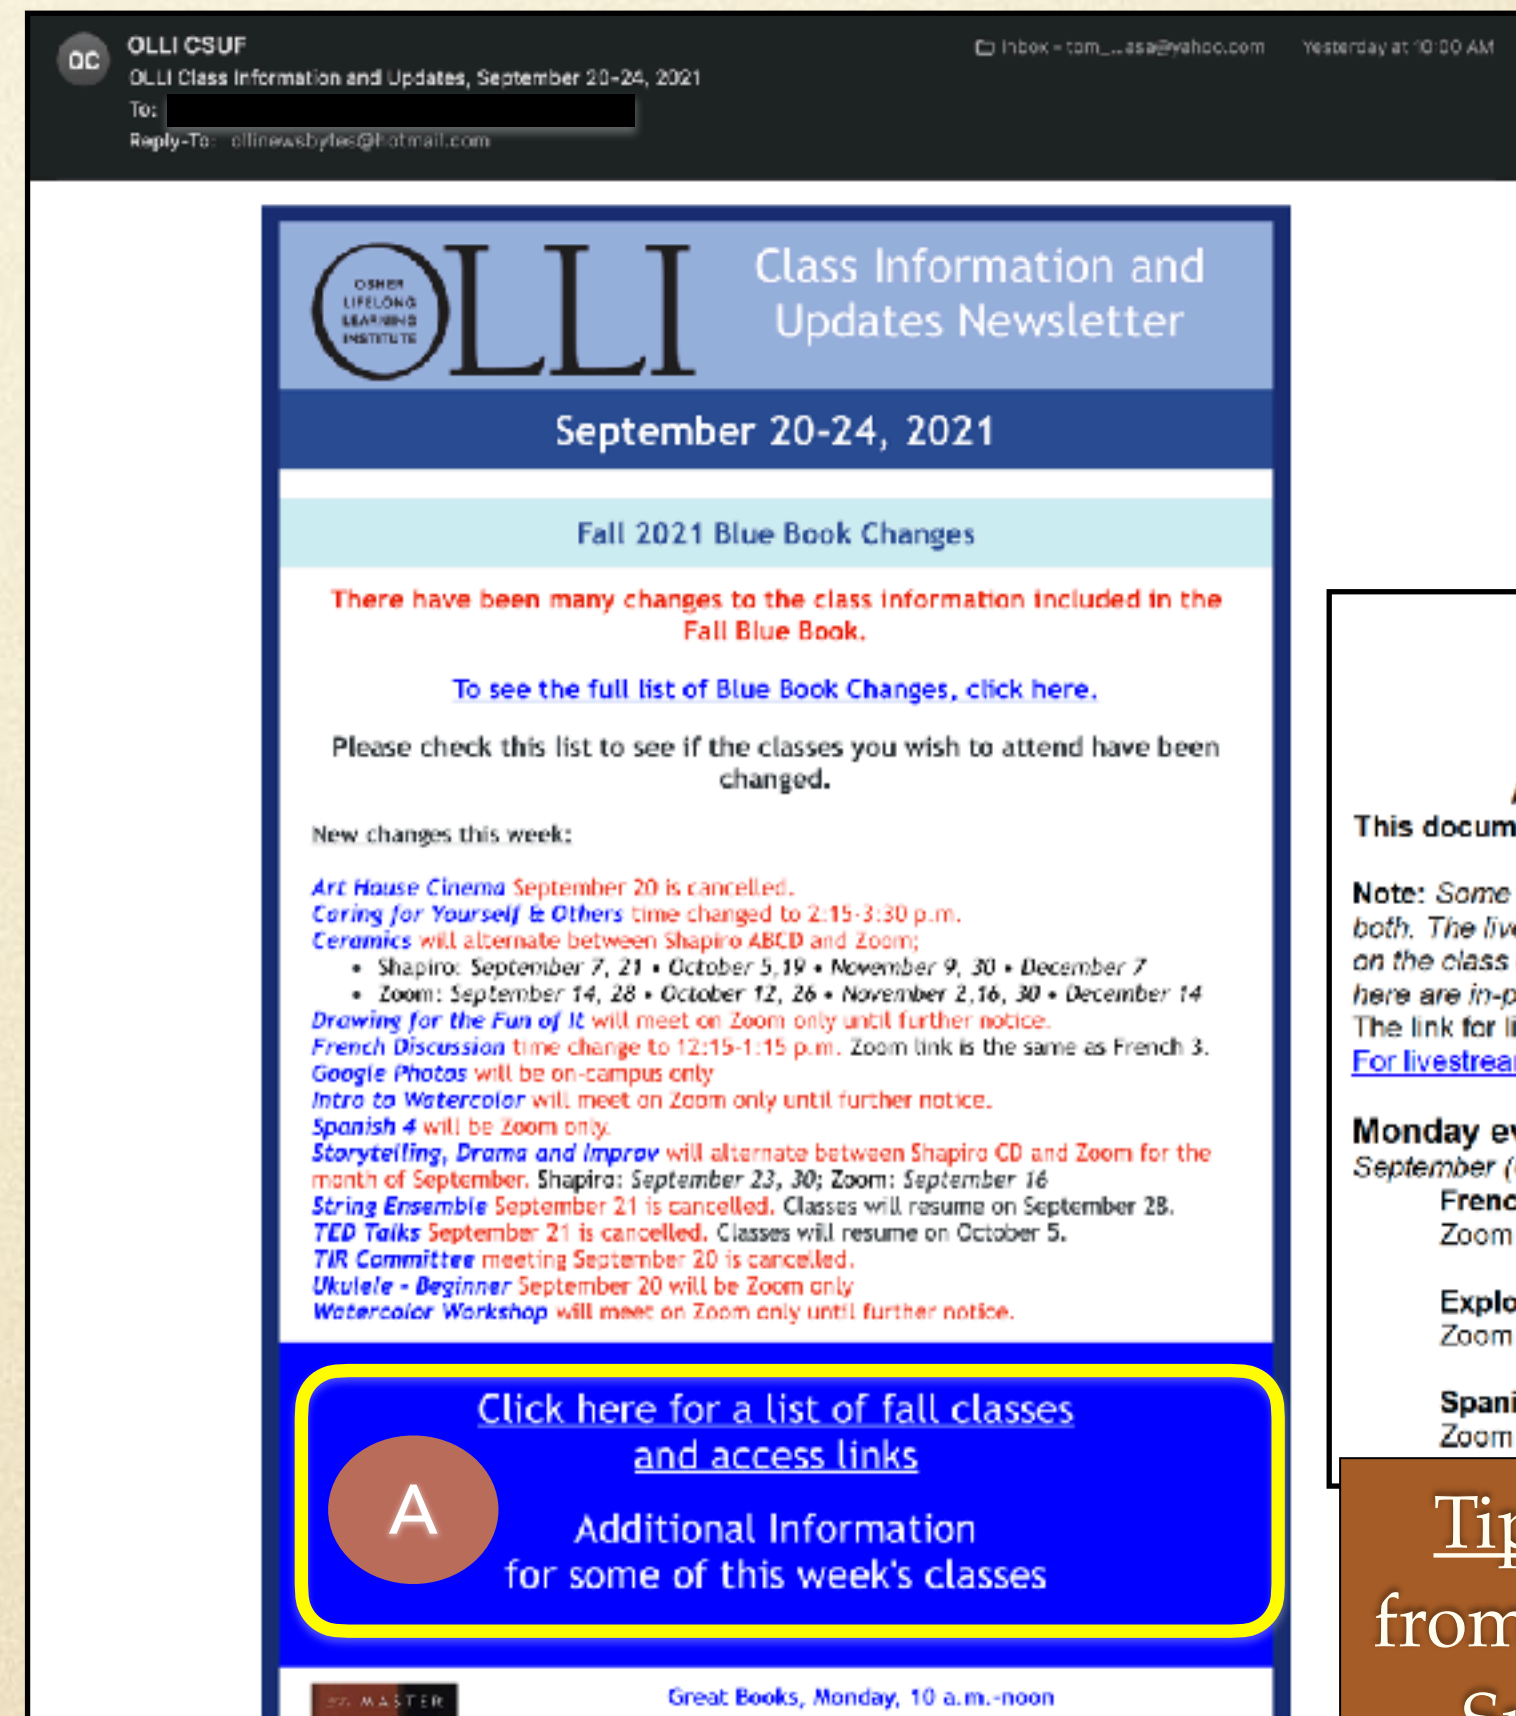 OC
OLLI CSUF
Inbox - tom_...asa@yahoo.com
Yesterday at 10:00 AM
OLLI Class Information and Updates, September 20-24, 2021
To:
Reply-To: ollinewsbytes@hotmail.com
OLLI
OSHER
LIFELONG
LEARNING
INSTITUTE
Class Information and
Updates Newsletter
September 20-24, 2021
Fall 2021 Blue Book Changes
There have been many changes to the class information included in the
Fall Blue Book.
To see the full list of Blue Book Changes, click here.
Please check this list to see if the classes you wish to attend have been
changed.
New changes this week:
Art House Cinema September 20 is cancelled.
Caring for Yourself & Others time changed to 2:15-3:30 p.m.
Ceramics will alternate between Shapiro ABCD and Zoom;
• Shapiro: September 7, 21 • October 5,19 • November 9, 30 • December 7
• Zoom: September 14, 28 • October 12, 26 • November 2,16, 30 • December 14
Drawing for the Fun of It will meet on Zoom only until further notice.
French Discussion time change to 12:15-1:15 p.m. Zoom link is the same as French 3.
Google Photos will be on-campus only
Intro to Watercolor will meet on Zoom only until further notice.
Spanish 4 will be Zoom only.
Storytelling, Drama and Improv will alternate between Shapiro CD and Zoom for the
month of September. Shapiro: September 23, 30; Zoom: September 16
String Ensemble September 21 is cancelled. Classes will resume on September 28.
TED Talks September 21 is cancelled. Classes will resume on October 5.
TIR Committee meeting September 20 is cancelled.
Ukulele - Beginner September 20 will be Zoom only
Watercolor Workshop will meet on Zoom only until further notice.
Click here for a list of fall classes
and access links
A
Additional Information
for some of this week's classes
MASTER
Great Books, Monday, 10 a.m.-noon
This docum
Note: Some
both. The live
on the class
here are in-p
The link for li
For livestrea
Monday ev
September (
Frenc
Zoom
Explo
Zoom
Spani
Zoom
Tip
from